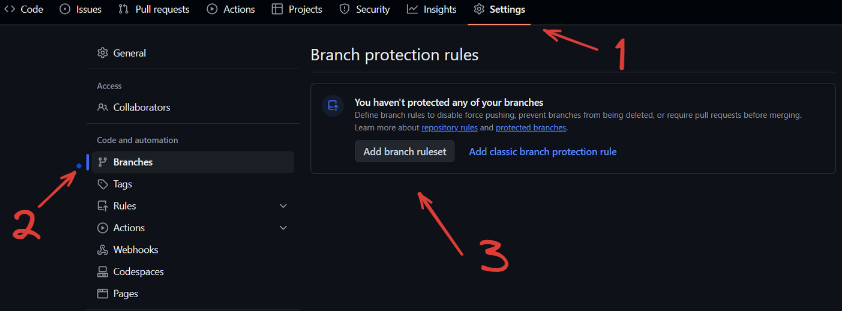 Code Issues Pull requests Actions Projects Security Insights Settings
1
General
Branch protection rules
Access
Collaborators
You haven't protected any of your branches
Define branch rules to disable force pushing, prevent branches from being deleted, or require pull requests before merging.
Learn more about repository rules and protected branches.
Code and automation
Add branch ruleset Add classic branch protection rule
Branches
2
Tags
Rules
3
Actions
Webhooks
Codespaces
Pages